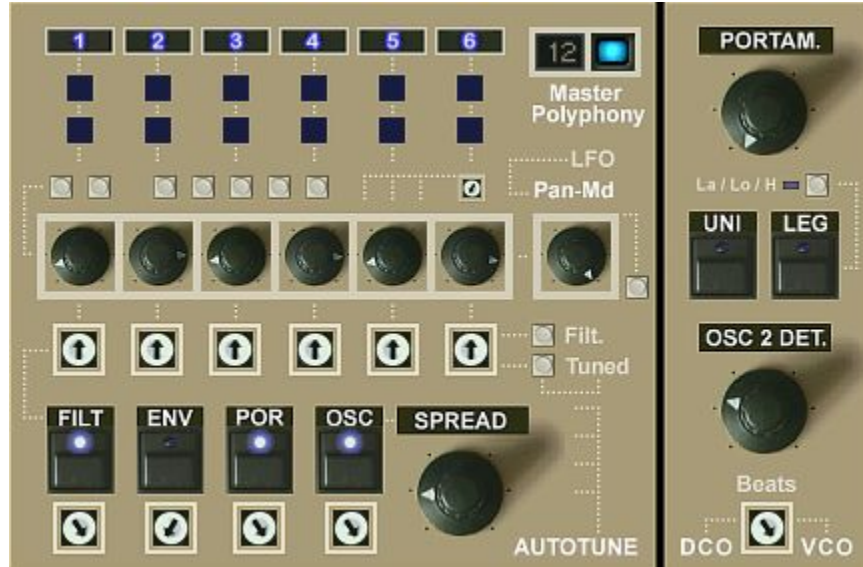 1 2 3 4 5 6
12
Master
Polyphony
LFO
Pan-Md
Filt.
Tuned
FILT ENV POR OSC SPREAD
AUTOTUNE
PORTAM.
La / Lo / H
UNI LEG
OSC 2 DET.
Beats
DCO VCO